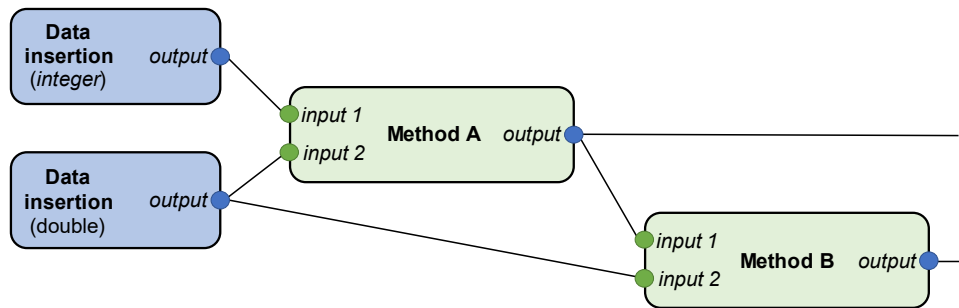 Data
insertion
(integer)
output
input 1
input 2
Method A
output
Data
insertion
(double)
output
input 1
input 2
Method B
output